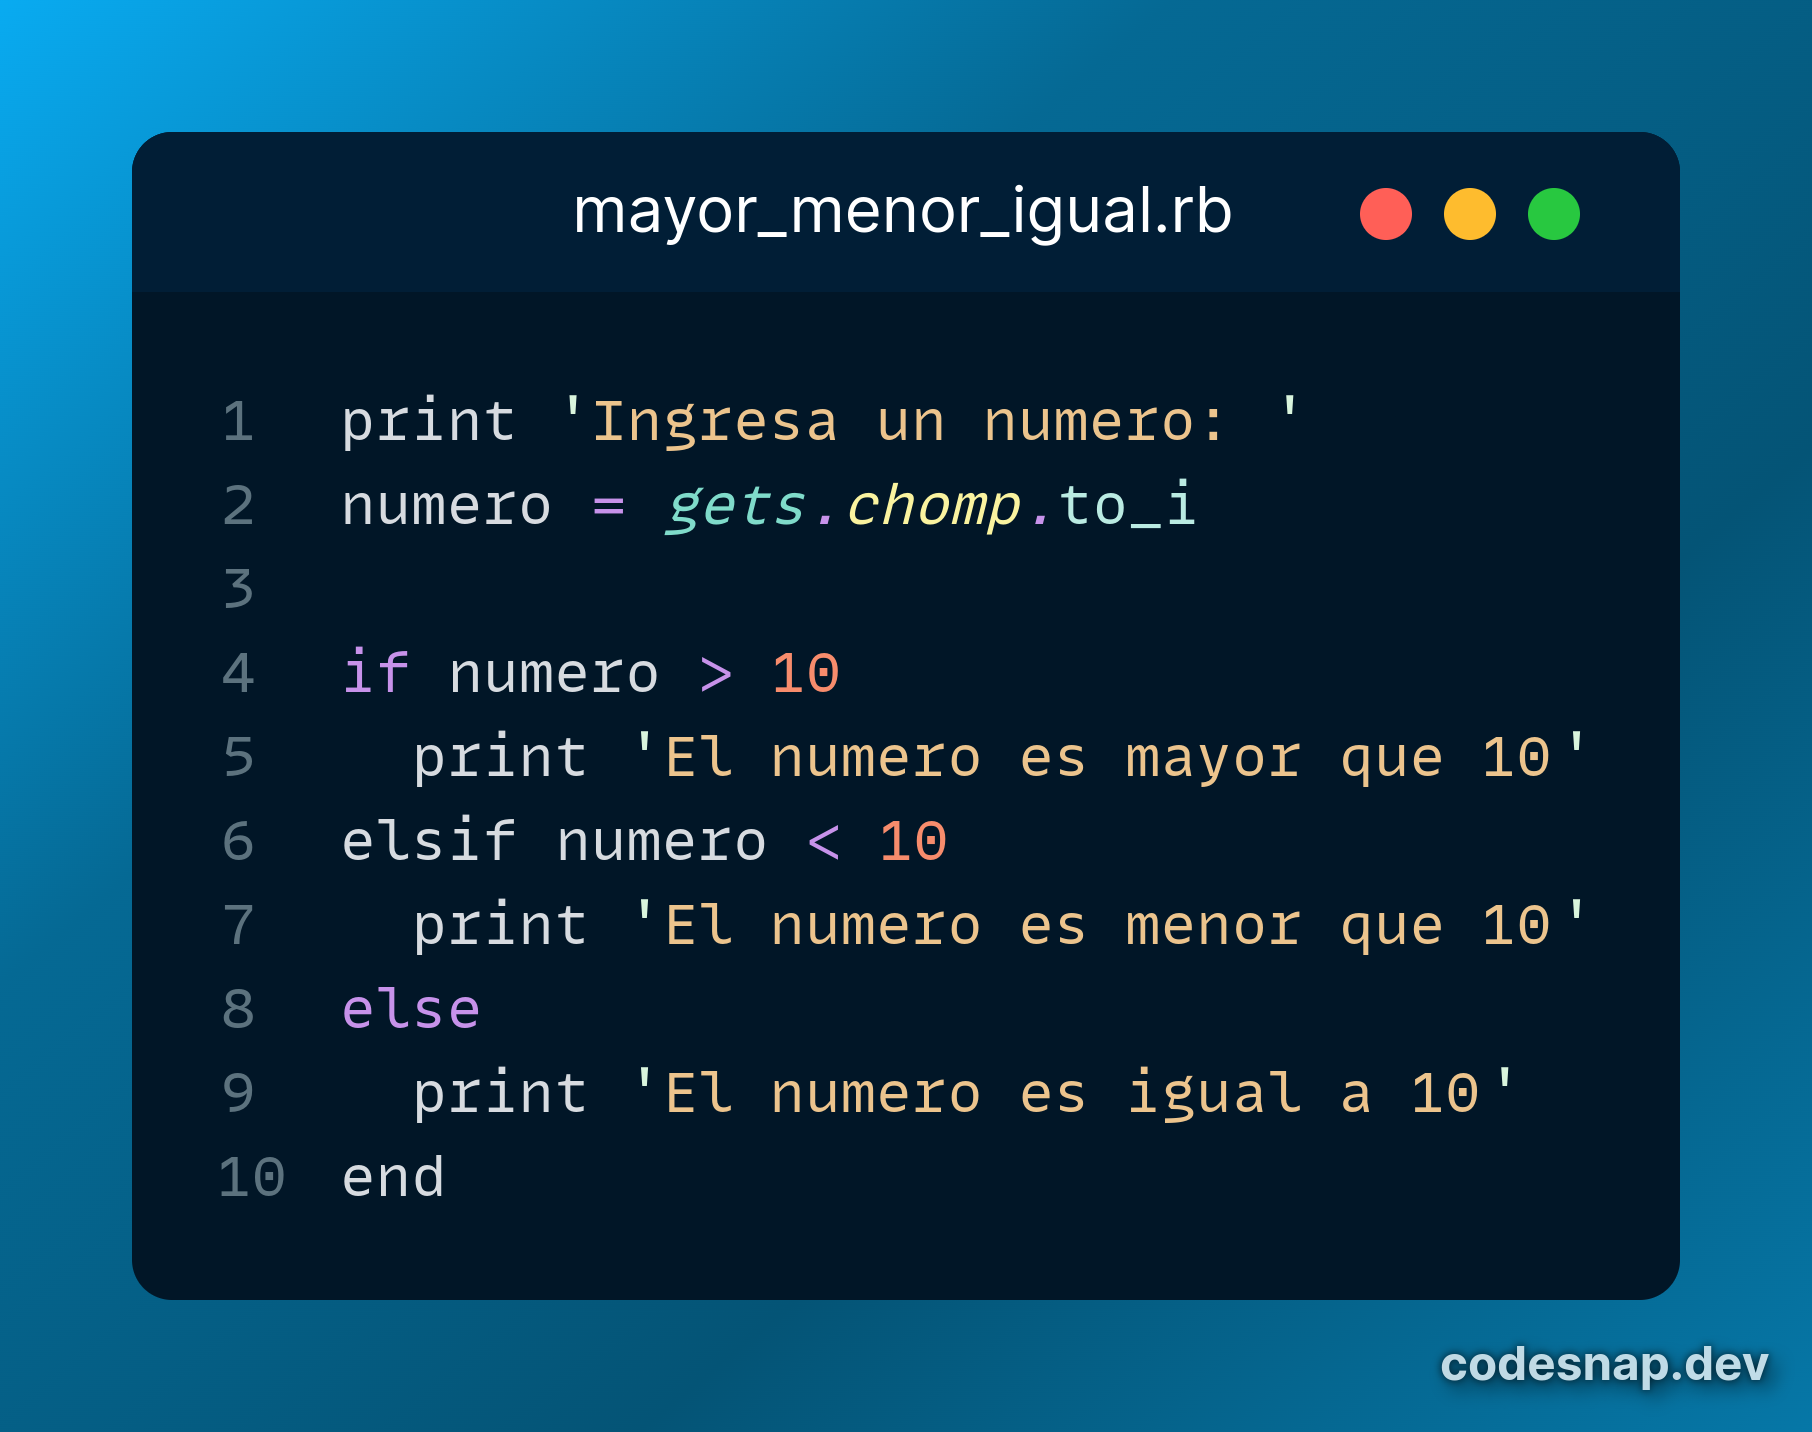 mayor_menor_igual.rb
1 print 'Ingresa un numero: '
2 numero = gets.chomp.to_i
3
4 if numero > 10
5   print 'El numero es mayor que 10'
6 elsif numero < 10
7   print 'El numero es menor que 10'
8 else
9   print 'El numero es igual a 10'
10 end
codesnap.dev